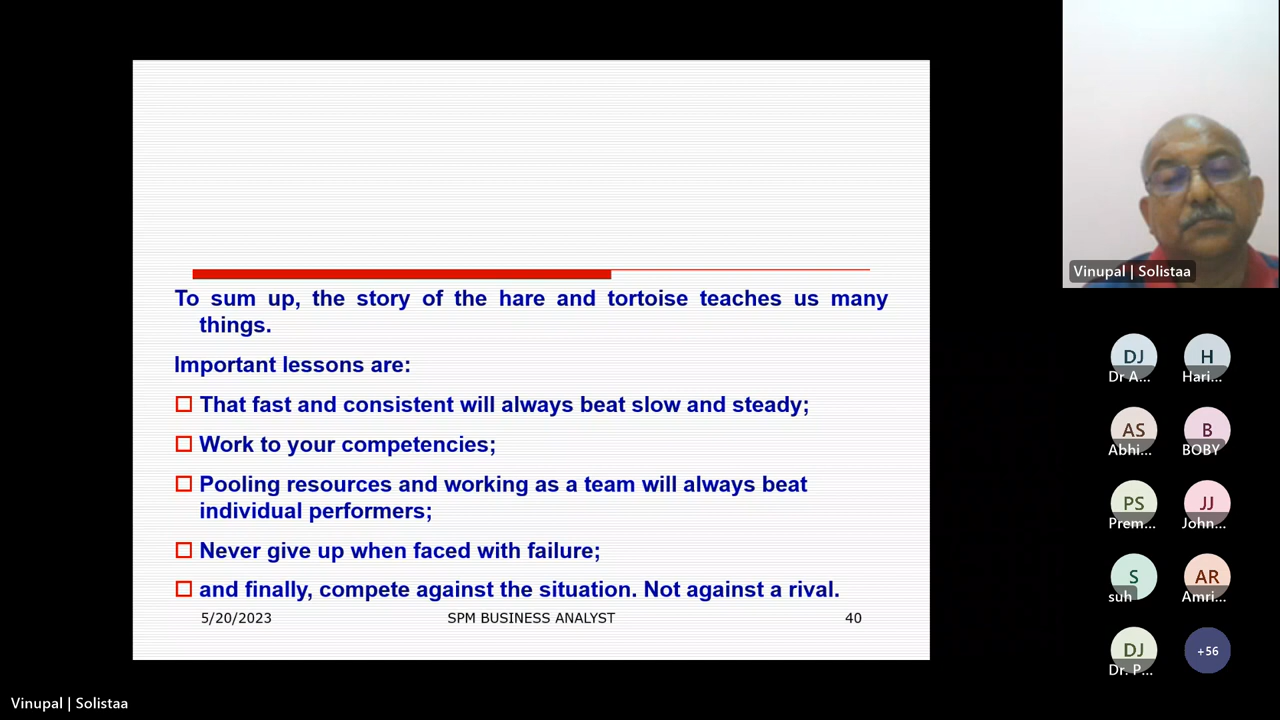 To sum up, the story of the hare and tortoise teaches us many
things.
Important lessons are:
That fast and consistent will always beat slow and steady;
Work to your competencies;
Pooling resources and working as a team will always beat
individual performers;
Never give up when faced with failure;
and finally, compete against the situation. Not against a rival.
5/20/2023 SPM BUSINESS ANALYST 40
Vinupal | Solistaa
DJ H
Dr A... Hari...
AS B
Abhi... BOBY
PS JJ
Prem... John...
S AR
suh Amri...
DJ +56
Dr. P...
Vinupal | Solistaa